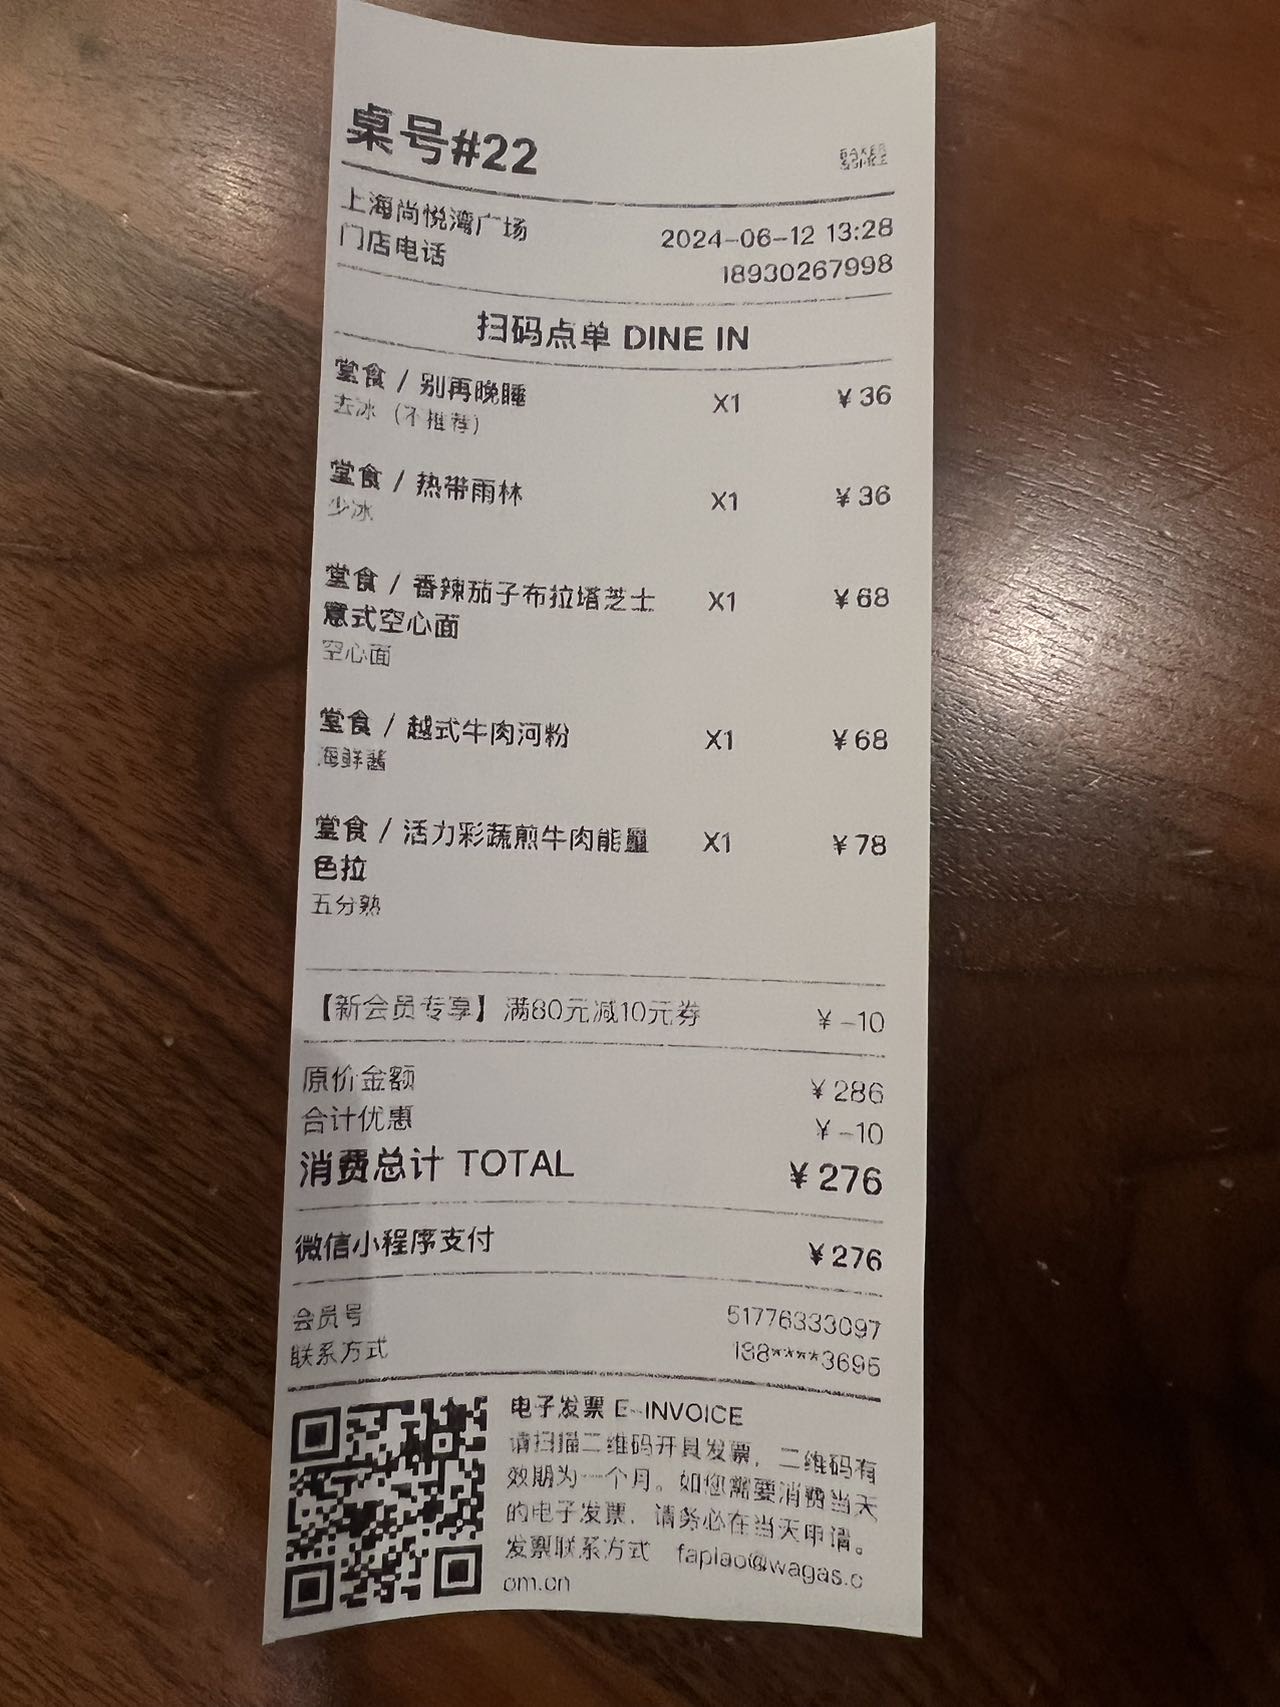 桌号#22
BAKER
&SPICE
上海尚悦湾广场 2024-06-12 13:28
门店电话 18930267998
扫码点单 DINE IN
堂食 / 别再晚睡 X1 ¥36
去冰（不推荐）
堂食 / 热带雨林 X1 ¥36
少冰
堂食 / 香辣茄子布拉塔芝士 X1 ¥68
意式空心面
空心面
堂食 / 越式牛肉河粉 X1 ¥68
海鲜酱
堂食 / 活力彩蔬煎牛肉能量 X1 ¥78
色拉
五分熟
【新会员专享】满80元减10元券 ¥-10
原价金额 ¥286
合计优惠 ¥-10
消费总计 TOTAL ¥276
微信小程序支付 ¥276
会员号 51776333097
联系方式 138****3695
电子发票 E-INVOICE
请扫描二维码开具发票，二维码有
效期为一个月。如您需要消费当天
的电子发票，请务必在当天申请。
发票联系方式 fapiao@wagas.c
om.cn